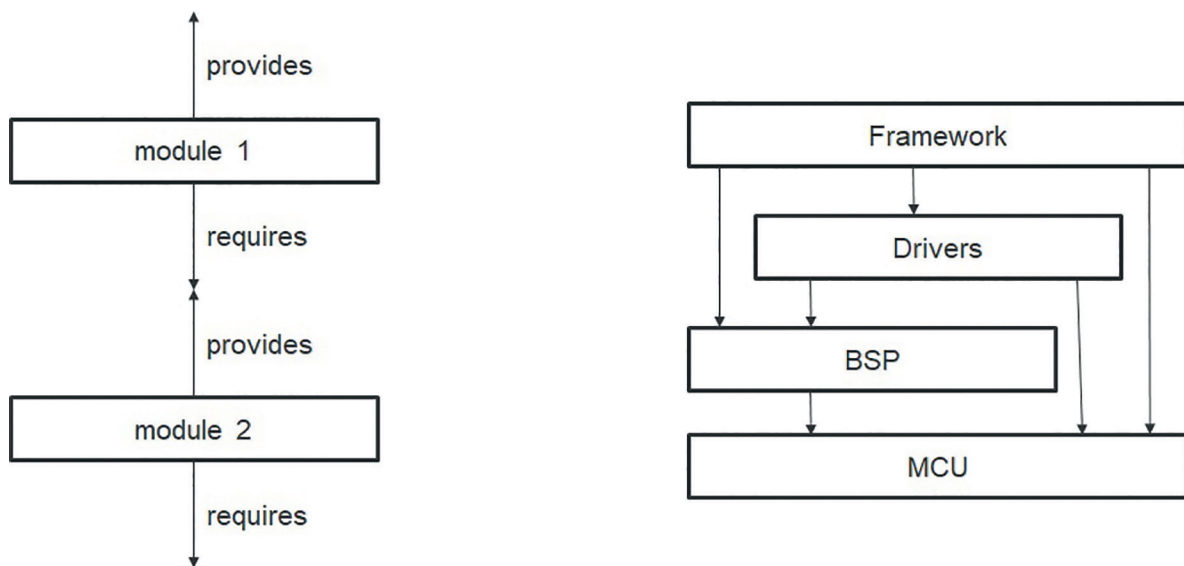 provides
module 1
requires
provides
module 2
requires
Framework
Drivers
BSP
MCU